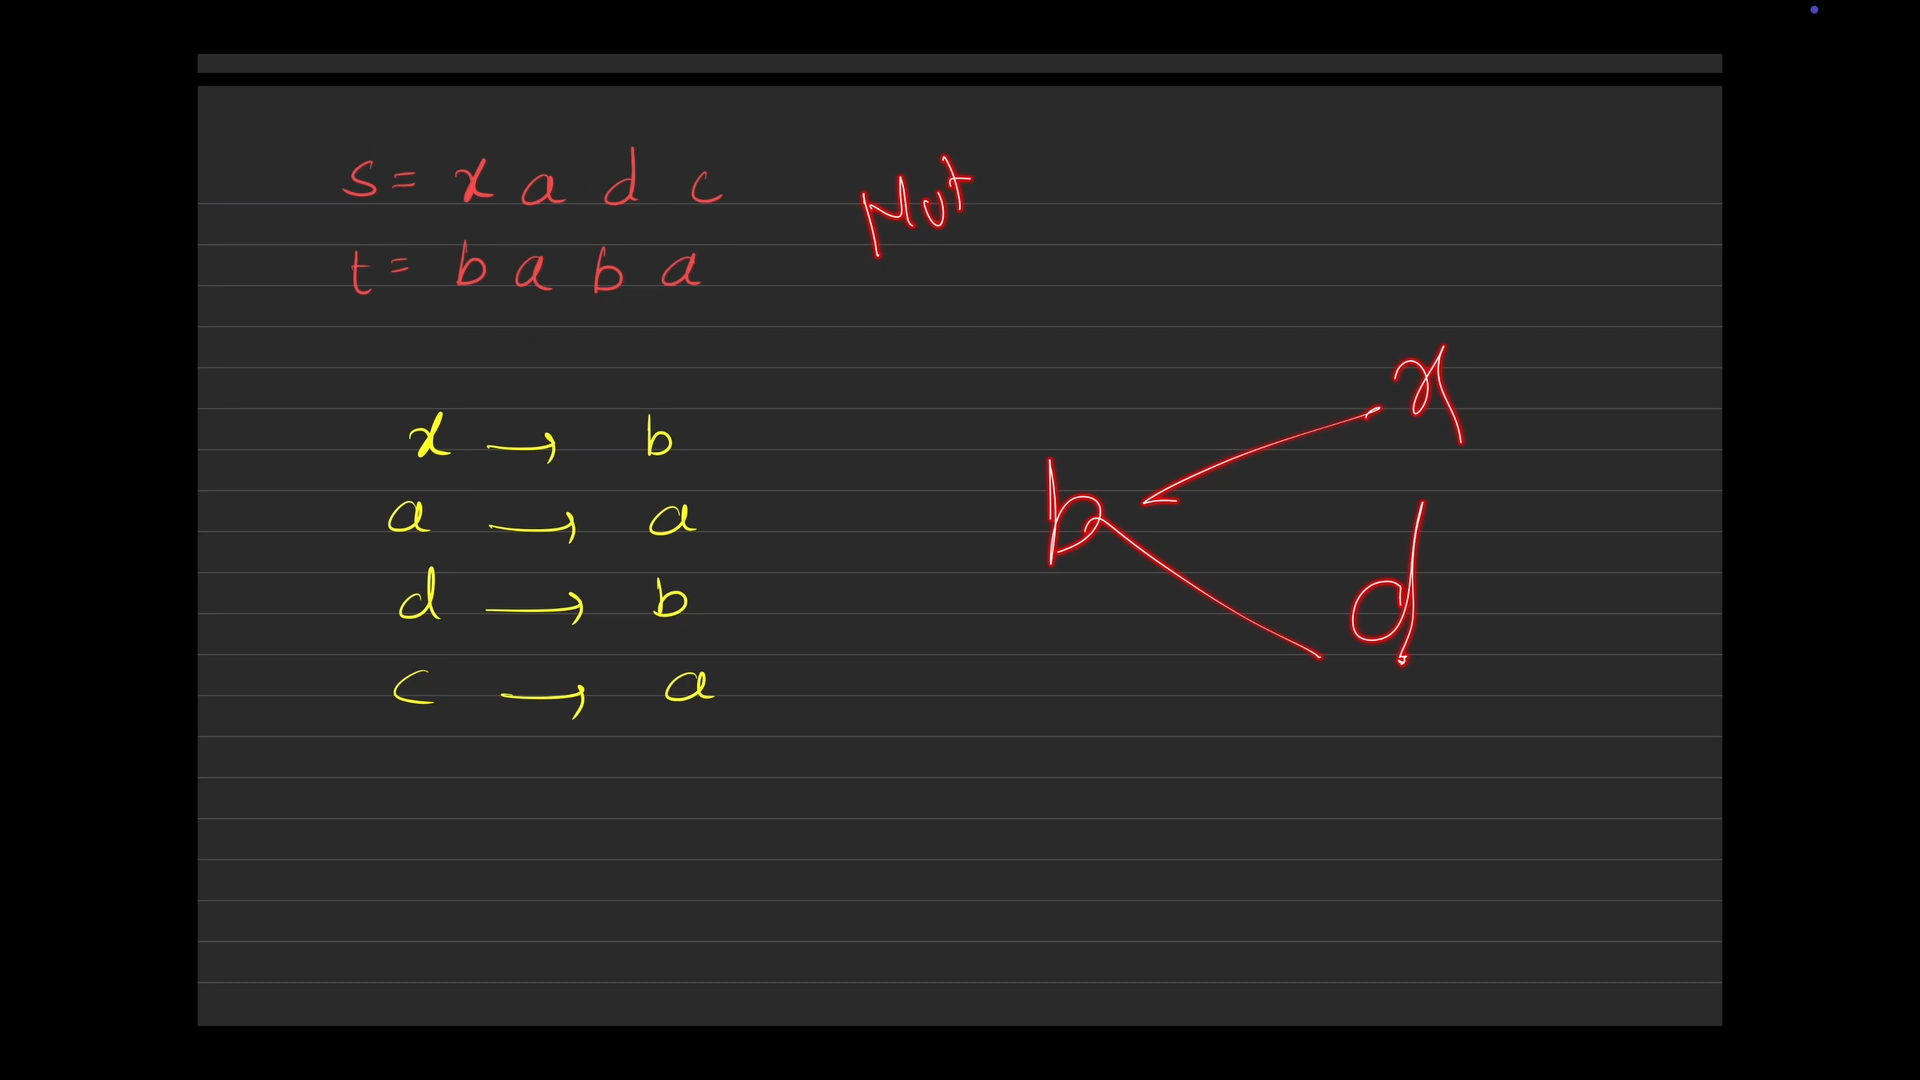 s = x a d c
t = b a b a
Not
x → b
a → a
d → b
c → a
x
b
d